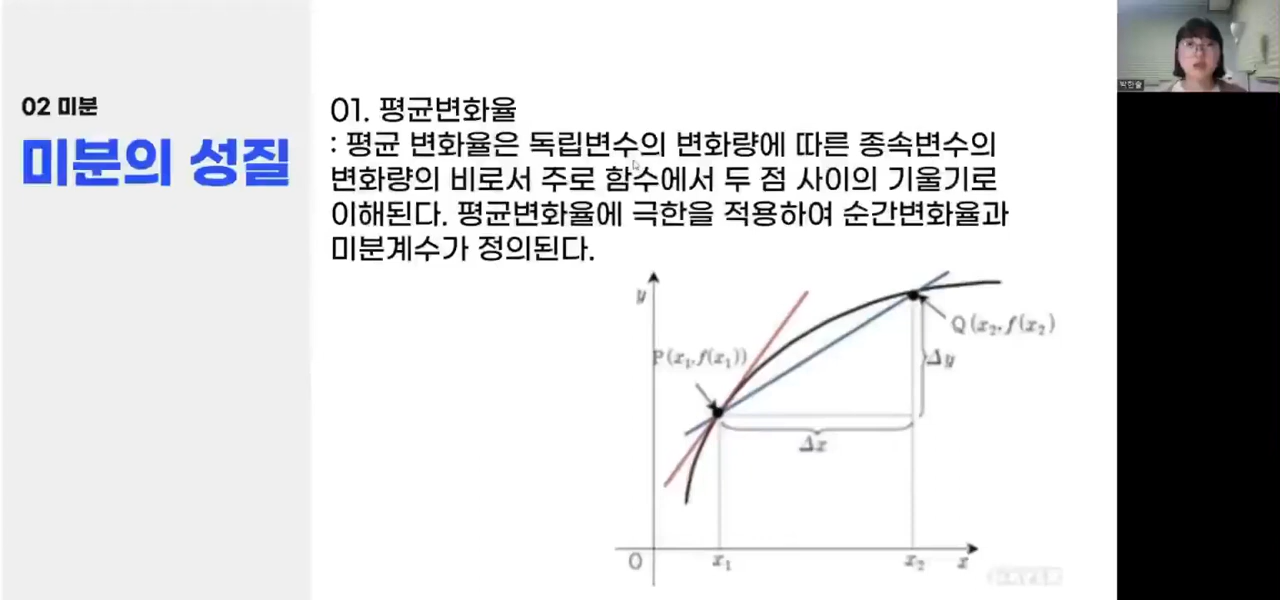 02 미분
미분의 성질
01. 평균변화율
: 평균 변화율은 독립변수의 변화량에 따른 종속변수의
변화량의 비로서 주로 함수에서 두 점 사이의 기울기로
이해된다. 평균변화율에 극한을 적용하여 순간변화율과
미분계수가 정의된다.
y
Q(x₂, f(x₂)
P(x₁, f(x₁))
Δy
Δx
O
x₁
x₂
x